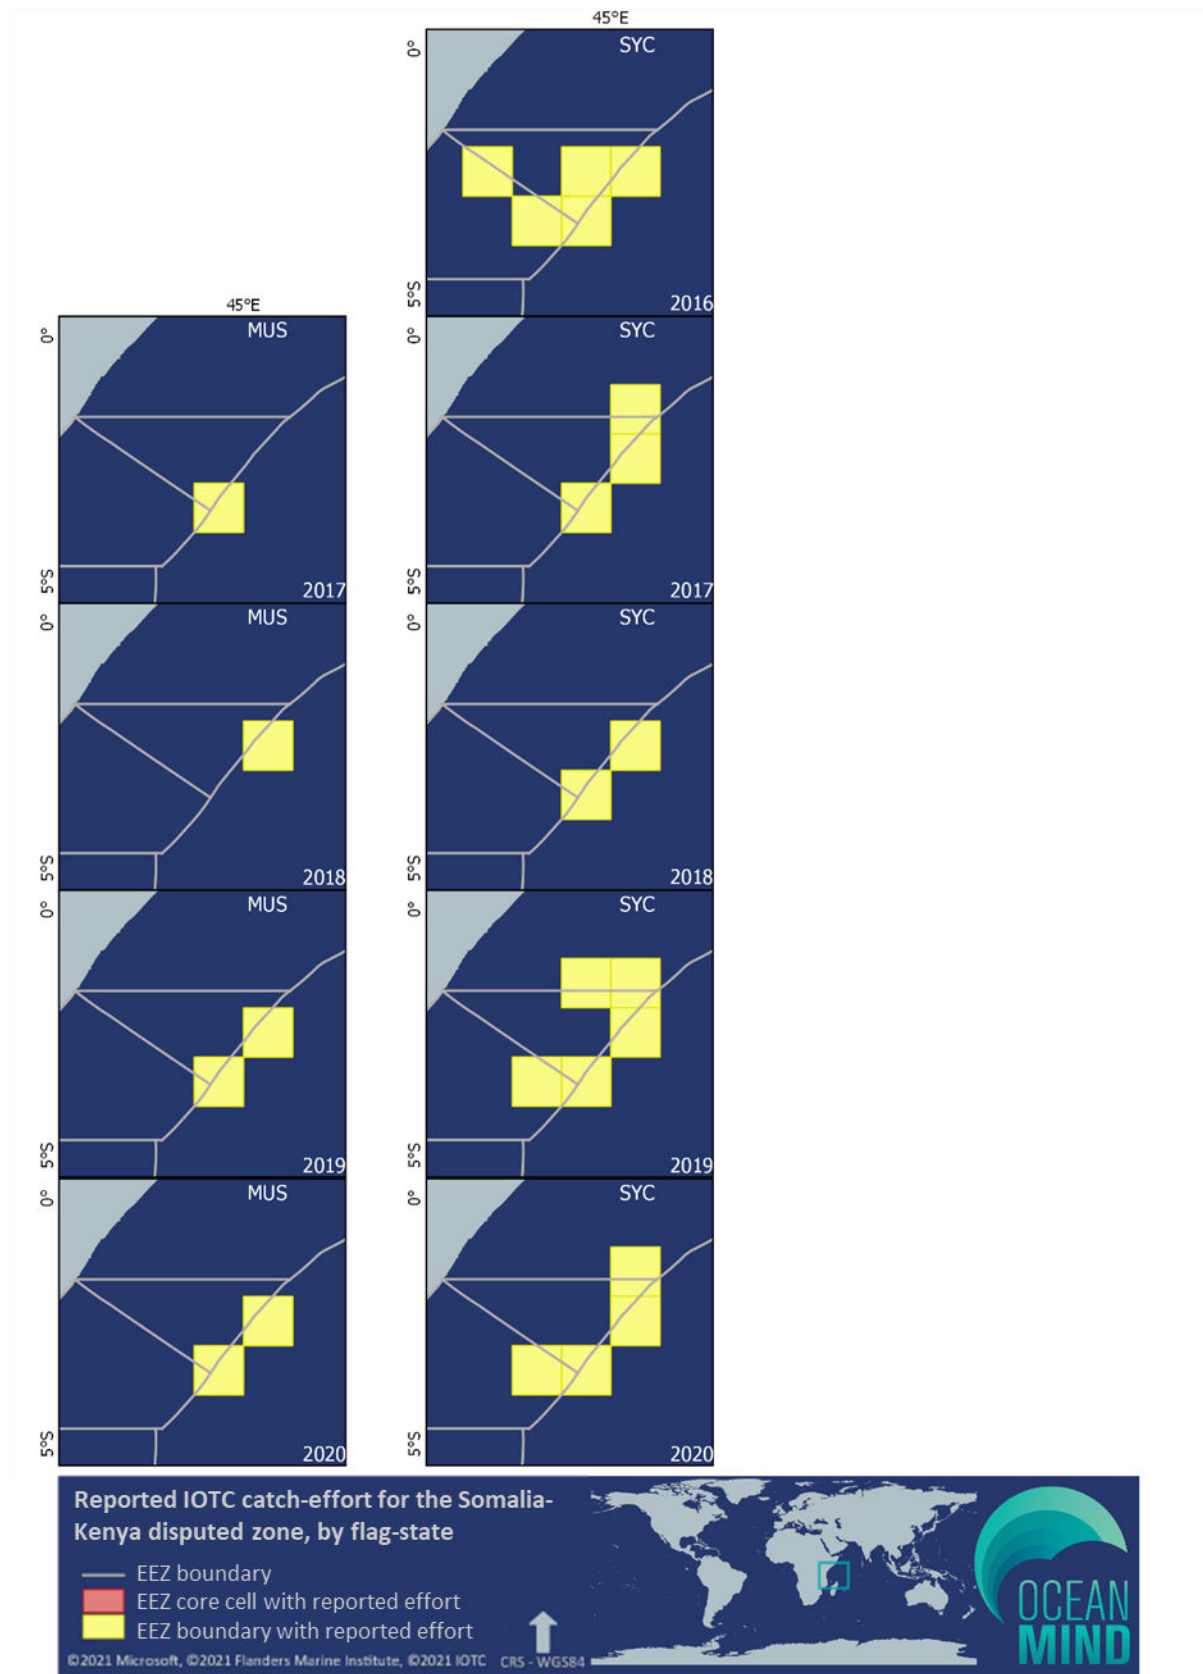 45°E
0°
SYC
5°S
2016
45°E
0°
MUS
5°S
2017
0°
SYC
5°S
2017
0°
MUS
5°S
2018
0°
SYC
5°S
2018
0°
MUS
5°S
2019
0°
SYC
5°S
2019
0°
MUS
5°S
2020
0°
SYC
5°S
2020
Reported IOTC catch-effort for the Somalia-
Kenya disputed zone, by flag-state
EEZ boundary
EEZ core cell with reported effort
EEZ boundary with reported effort
©2021 Microsoft, ©2021 Flanders Marine Institute, ©2021 IOTC
CRS - WGS84
OCEAN
MIND